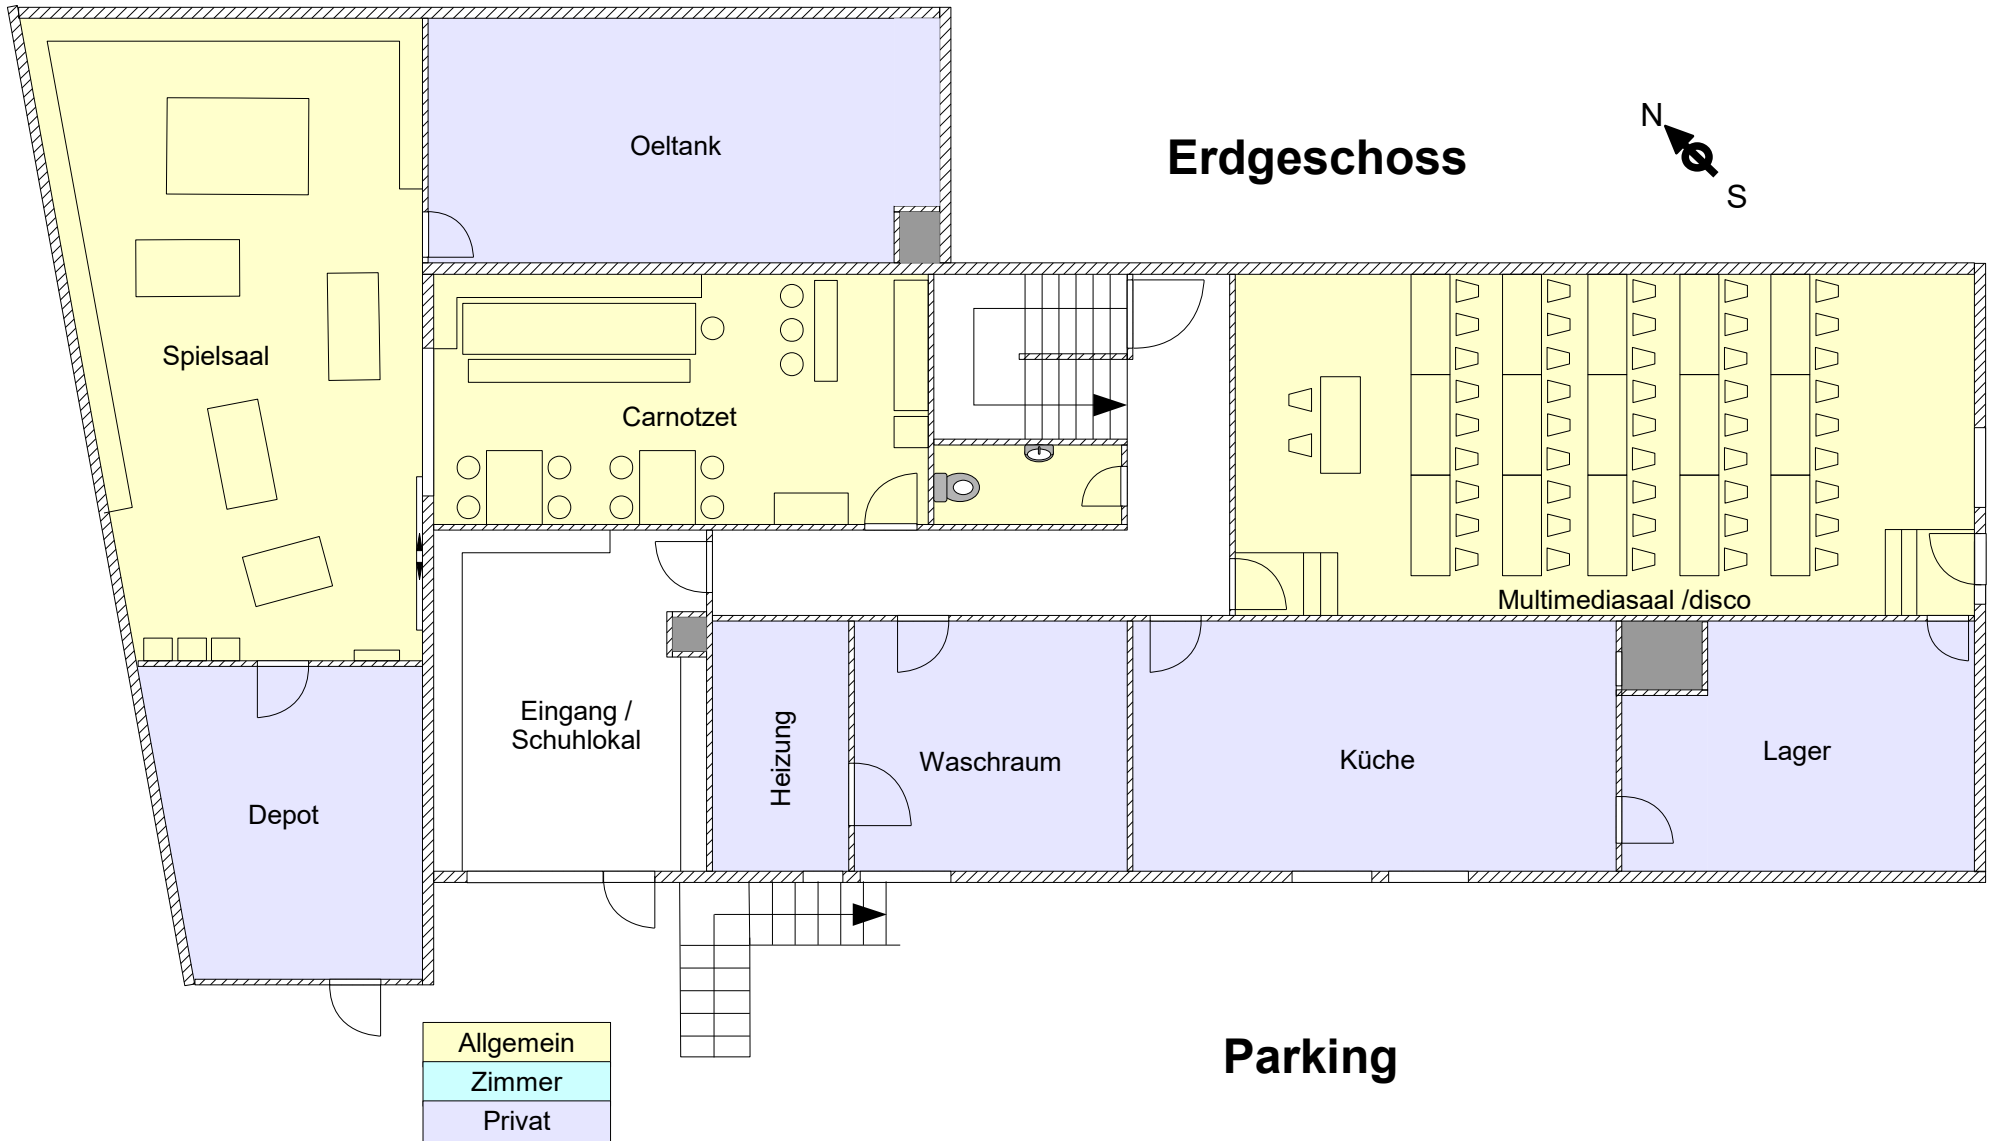 N
Oeltank
Erdgeschoss
S
Spielsaal
Carnotzet
Multimediasaal /disco
Eingang /
Schuhlokal
Heizung
Waschraum
Küche
Lager
Depot
Allgemein
Zimmer
Privat
Parking